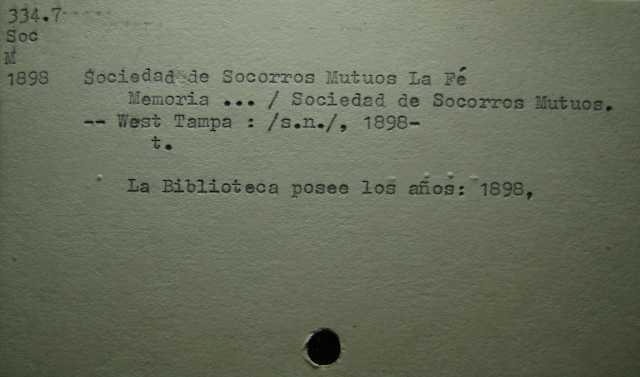 334.7
Soc
M
1898 Sociedad de Socorros Mutuos La Fé
Memoria ... / Sociedad de Socorros Mutuos.
-- West Tampa : /s.n./, 1898-
t.
La Biblioteca posee los años: 1898,